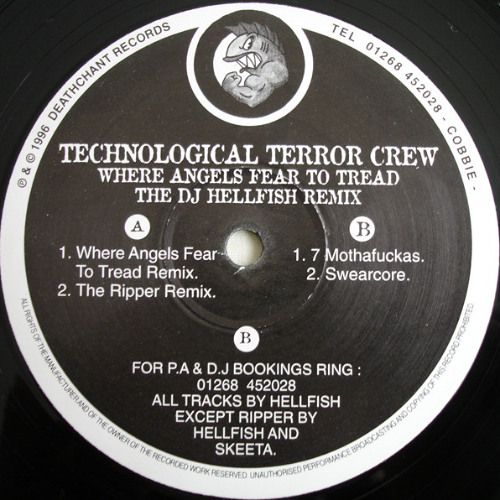 ℗ & © 1996 DEATHCHANT RECORDS
TEL 01268 452028 - COBBIE -
TECHNOLOGICAL TERROR CREW
WHERE ANGELS FEAR TO TREAD
THE DJ HELLFISH REMIX
A
B
1. Where Angels Fear
To Tread Remix.
2. The Ripper Remix.
1. 7 Mothafuckas.
2. Swearcore.
B
FOR P.A & D.J BOOKINGS RING :
01268 452028
ALL TRACKS BY HELLFISH
EXCEPT RIPPER BY
HELLFISH AND
SKEETA.
ALL RIGHTS OF THE MANUFACTURER AND OF THE OWNER OF THE RECORDED WORK RESERVED. UNAUTHORISED PERFORMANCE BROADCASTING AND COPYING OF THIS RECORD PROHIBITED